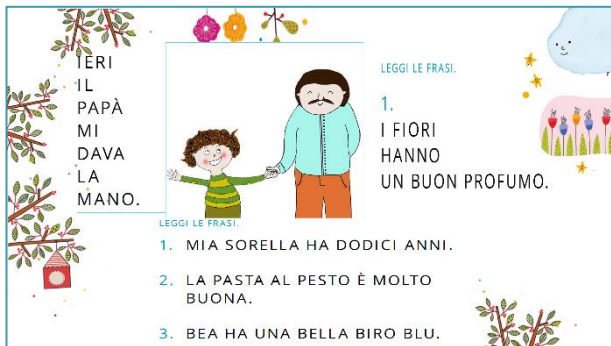 IERI
IL
PAPÀ
MI
DAVA
LA
MANO.
LEGGI LE FRASI.
1.
I FIORI
HANNO
UN BUON PROFUMO.
LEGGI LE FRASI.
1. MIA SORELLA HA DODICI ANNI.
2. LA PASTA AL PESTO È MOLTO
BUONA.
3. BEA HA UNA BELLA BIRO BLU.